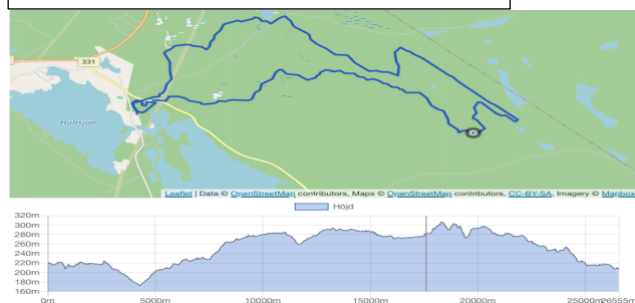 331
Hultsjön
Leaflet | Data © OpenStreetMap contributors, Maps © OpenStreetMap contributors, CC-BY-SA, Imagery © Mapbox
Höjd
320m
300m
280m
260m
240m
220m
200m
180m
160m
0m 5000m 10000m 15000m 20000m 25000m 26555m